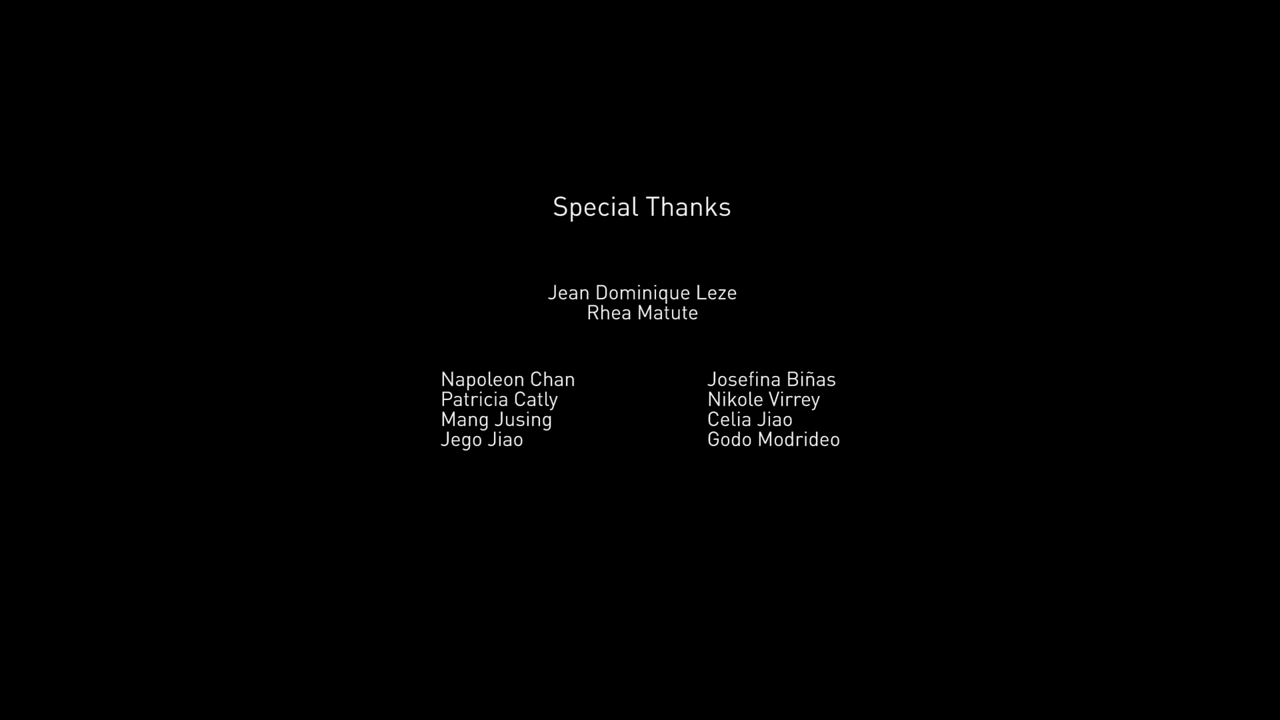 Special Thanks
Jean Dominique Leze
Rhea Matute
Napoleon Chan
Patricia Catly
Mang Jusing
Jego Jiao
Josefina Biñas
Nikole Virrey
Celia Jiao
Godo Modrideo